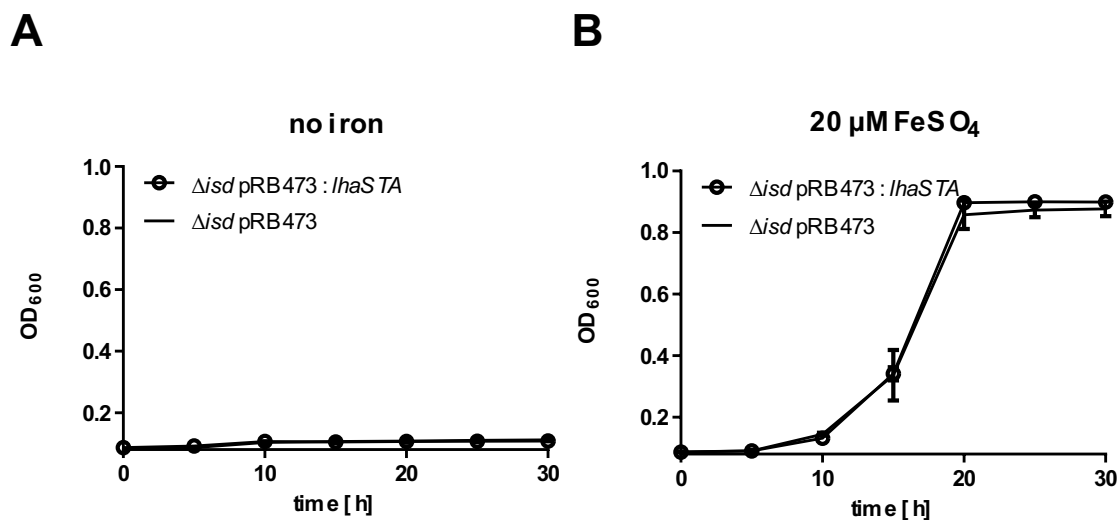 A
no iron
1.0
0.8
0.6
0.4
0.2
OD600
Δisd pRB473 : lhaSTA
Δisd pRB473
0
10
20
30
time [h]
B
20 µM FeSO4
1.0
0.8
0.6
0.4
0.2
OD600
Δisd pRB473 : lhaSTA
Δisd pRB473
0
10
20
30
time [h]